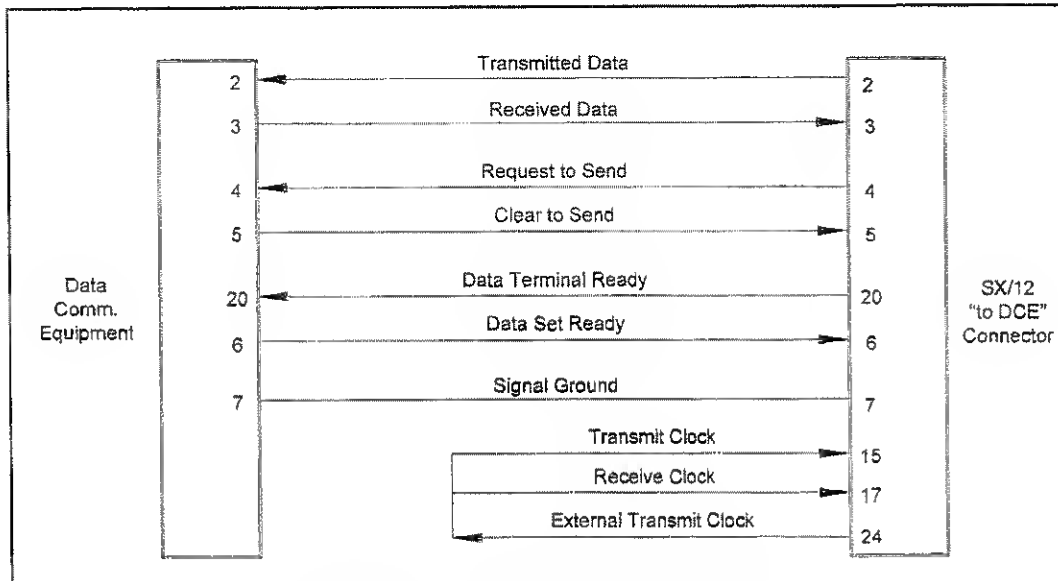 Transmitted Data
2 2
Received Data
3 3
Request to Send
4 4
Clear to Send
5 5
Data Terminal Ready
20 20
Data Set Ready
6 6
Data
Comm.
Equipment
SX/12
"to DCE"
Connector
Signal Ground
7 7
Transmit Clock
15
Receive Clock
17
External Transmit Clock
24